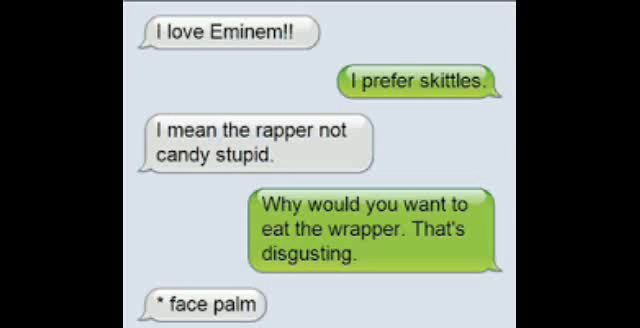 I love Eminem!!
I prefer skittles.
I mean the rapper not
candy stupid.
Why would you want to
eat the wrapper. That's
disgusting.
* face palm